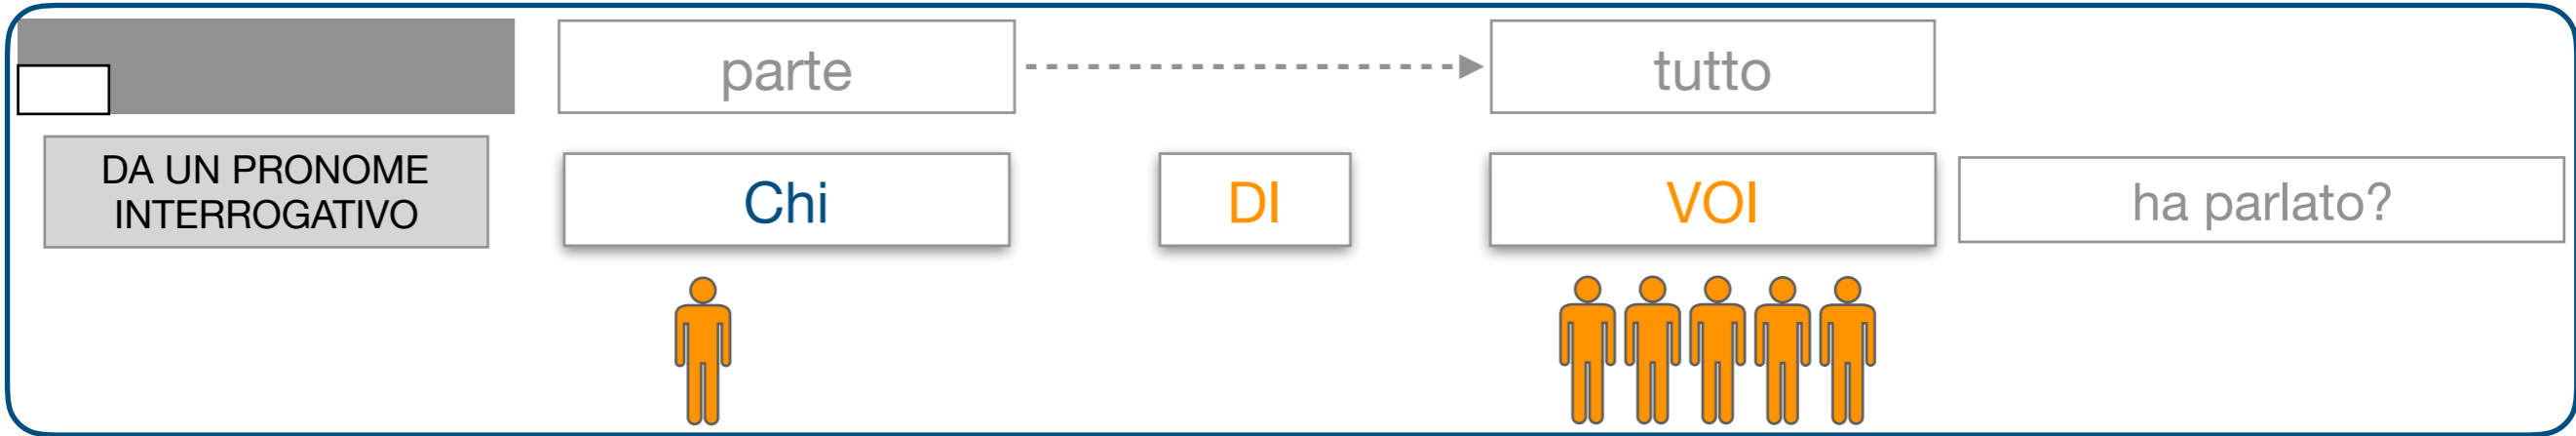 parte
tutto
DA UN PRONOME
INTERROGATIVO
Chi
DI
VOI
ha parlato?